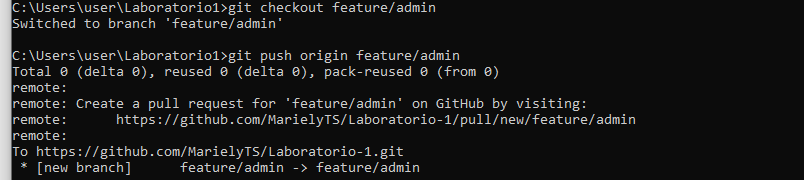 C:\Users\user\Laboratorio1>git checkout feature/admin
Switched to branch 'feature/admin'
C:\Users\user\Laboratorio1>git push origin feature/admin
Total 0 (delta 0), reused 0 (delta 0), pack-reused 0 (from 0)
remote:
remote: Create a pull request for 'feature/admin' on GitHub by visiting:
remote:      https://github.com/MarielyTS/Laboratorio-1/pull/new/feature/admin
remote:
To https://github.com/MarielyTS/Laboratorio-1.git
 * [new branch]      feature/admin -> feature/admin